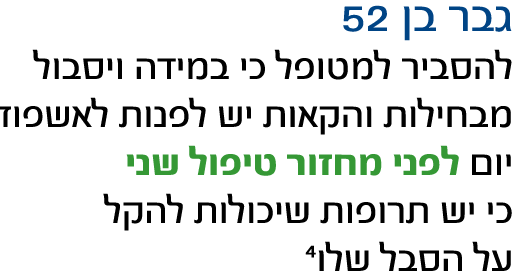 גבר בן 52
להסביר למטופל כי במידה ויסבול
מבחילות והקאות יש לפנות לאשפוז
יום לפני מחזור טיפול שני
כי יש תרופות שיכולות להקל
על הסבל שלו⁴